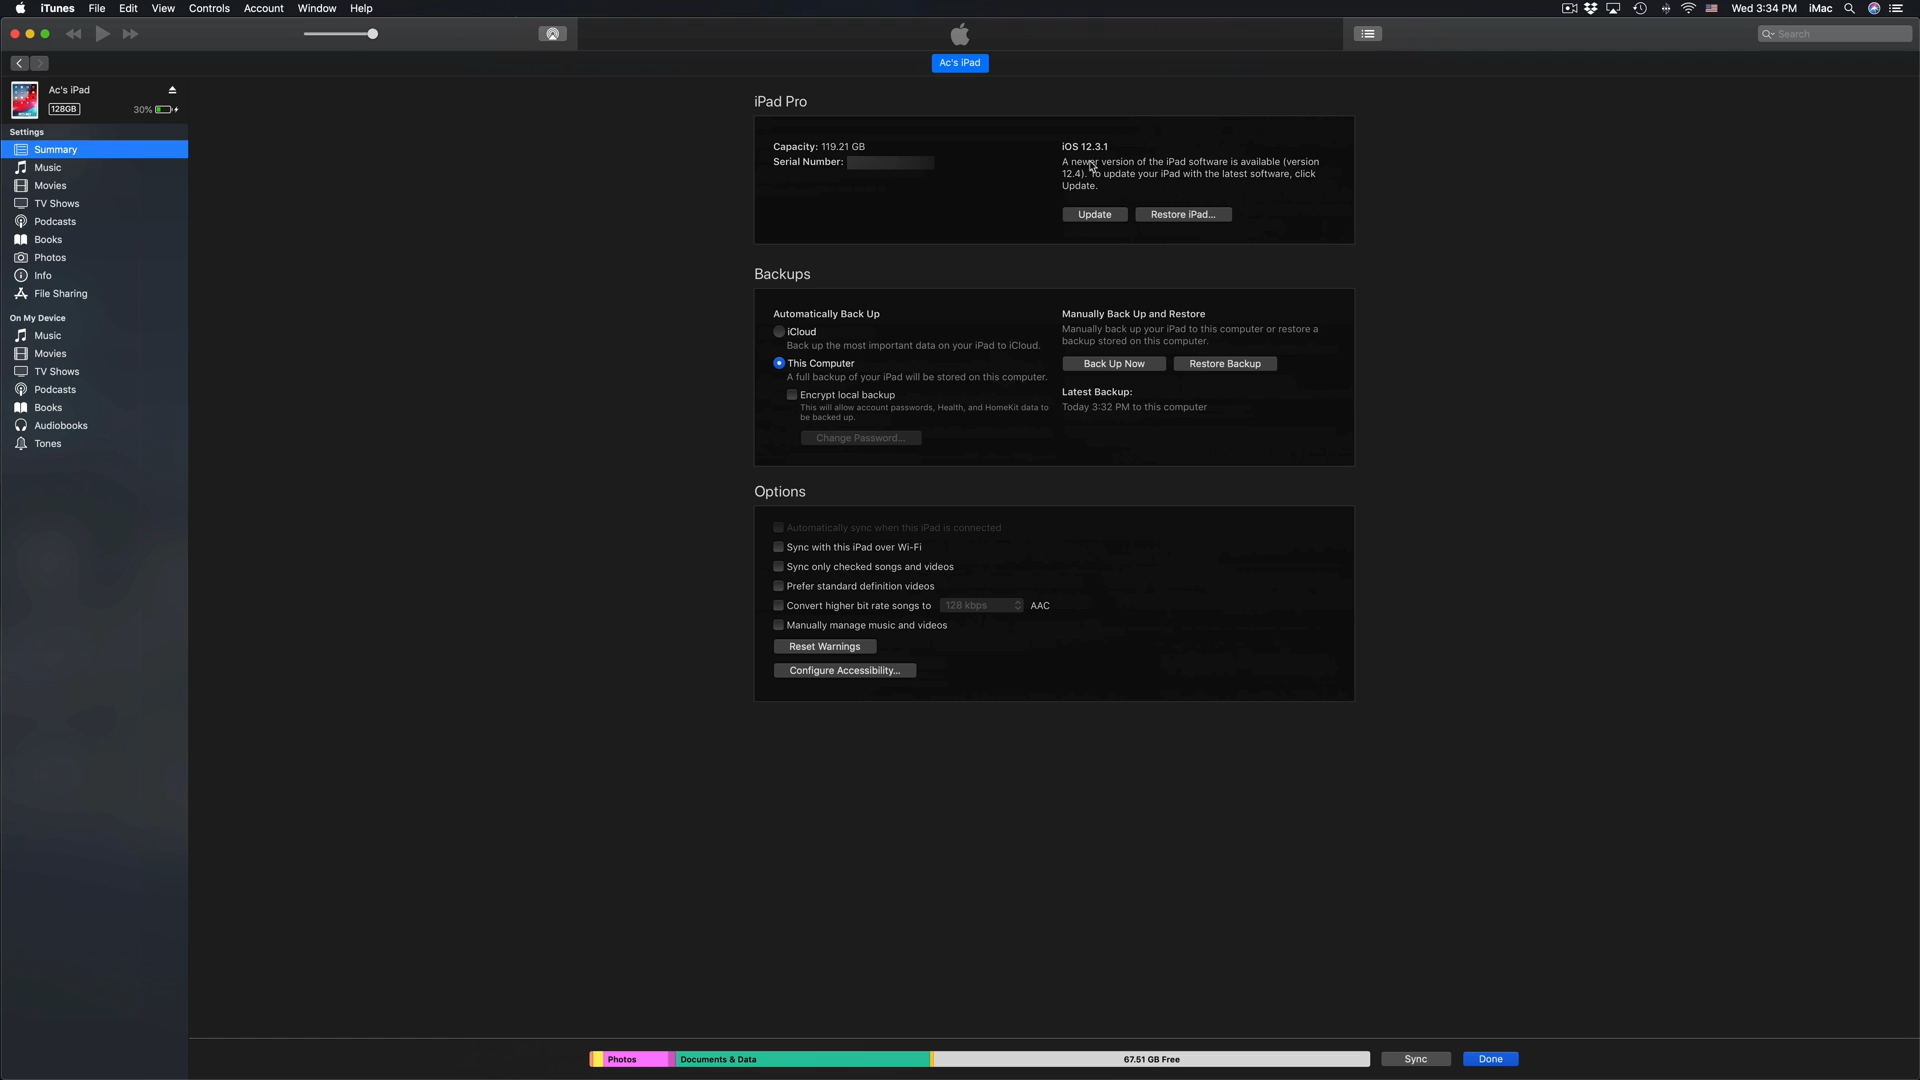 iTunes File Edit View Controls Account Window Help Wed 3:34 PM iMac
Search
Ac's iPad
Ac's iPad
128GB 30%
Settings
Summary
Music
Movies
TV Shows
Podcasts
Books
Photos
Info
File Sharing
On My Device
Music
Movies
TV Shows
Podcasts
Books
Audiobooks
Tones
iPad Pro
Capacity: 119.21 GB
Serial Number:
iOS 12.3.1
A newer version of the iPad software is available (version
12.4). To update your iPad with the latest software, click
Update.
Update Restore iPad...
Backups
Automatically Back Up
iCloud
Back up the most important data on your iPad to iCloud.
This Computer
A full backup of your iPad will be stored on this computer.
Encrypt local backup
This will allow account passwords, Health, and HomeKit data to
be backed up.
Change Password...
Manually Back Up and Restore
Manually back up your iPad to this computer or restore a
backup stored on this computer.
Back Up Now Restore Backup
Latest Backup:
Today 3:32 PM to this computer
Options
Automatically sync when this iPad is connected
Sync with this iPad over Wi-Fi
Sync only checked songs and videos
Prefer standard definition videos
Convert higher bit rate songs to 128 kbps AAC
Manually manage music and videos
Reset Warnings
Configure Accessibility...
Photos Documents & Data 67.51 GB Free Sync Done